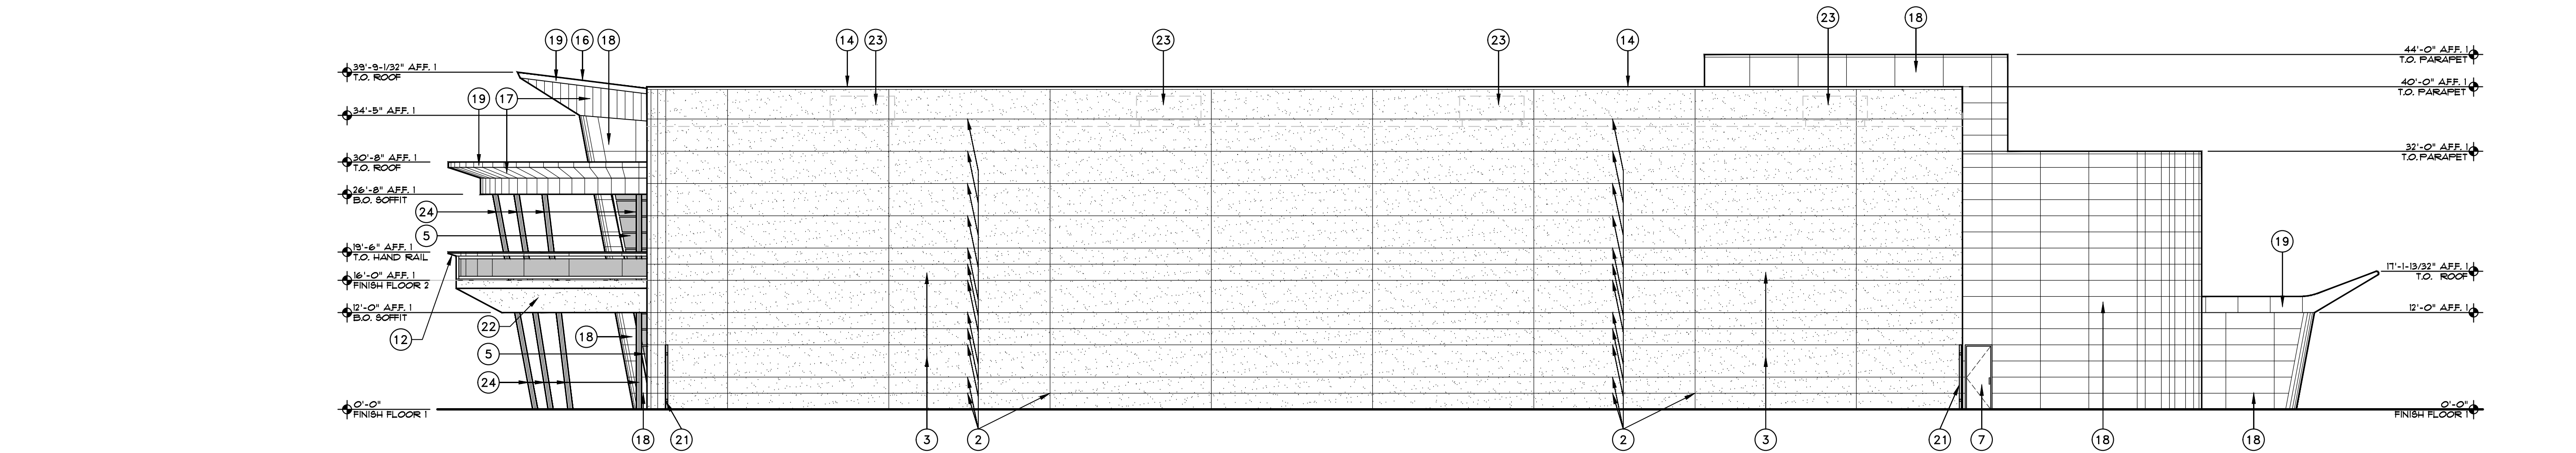 23
18
19
16
18
14
23
23
23
14
44'-0" AFF. 1
T.O. PARAPET
39'-9-1/32" AFF. 1
T.O. ROOF
40'-0" AFF. 1
T.O. PARAPET
19
17
34'-5" AFF. 1
30'-8" AFF. 1
T.O. ROOF
32'-0" AFF. 1
T.O. PARAPET
26'-8" AFF. 1
B.O. SOFFIT
24
5
19
19'-6" AFF. 1
T.O. HAND RAIL
17'-1-13/32" AFF. 1
T.O. ROOF
16'-0" AFF. 1
FINISH FLOOR 2
12'-0" AFF. 1
B.O. SOFFIT
12'-0" AFF. 1
22
12
18
5
24
0'-0"
FINISH FLOOR 1
0'-0"
FINISH FLOOR 1
18
21
3
2
2
3
21
7
18
18